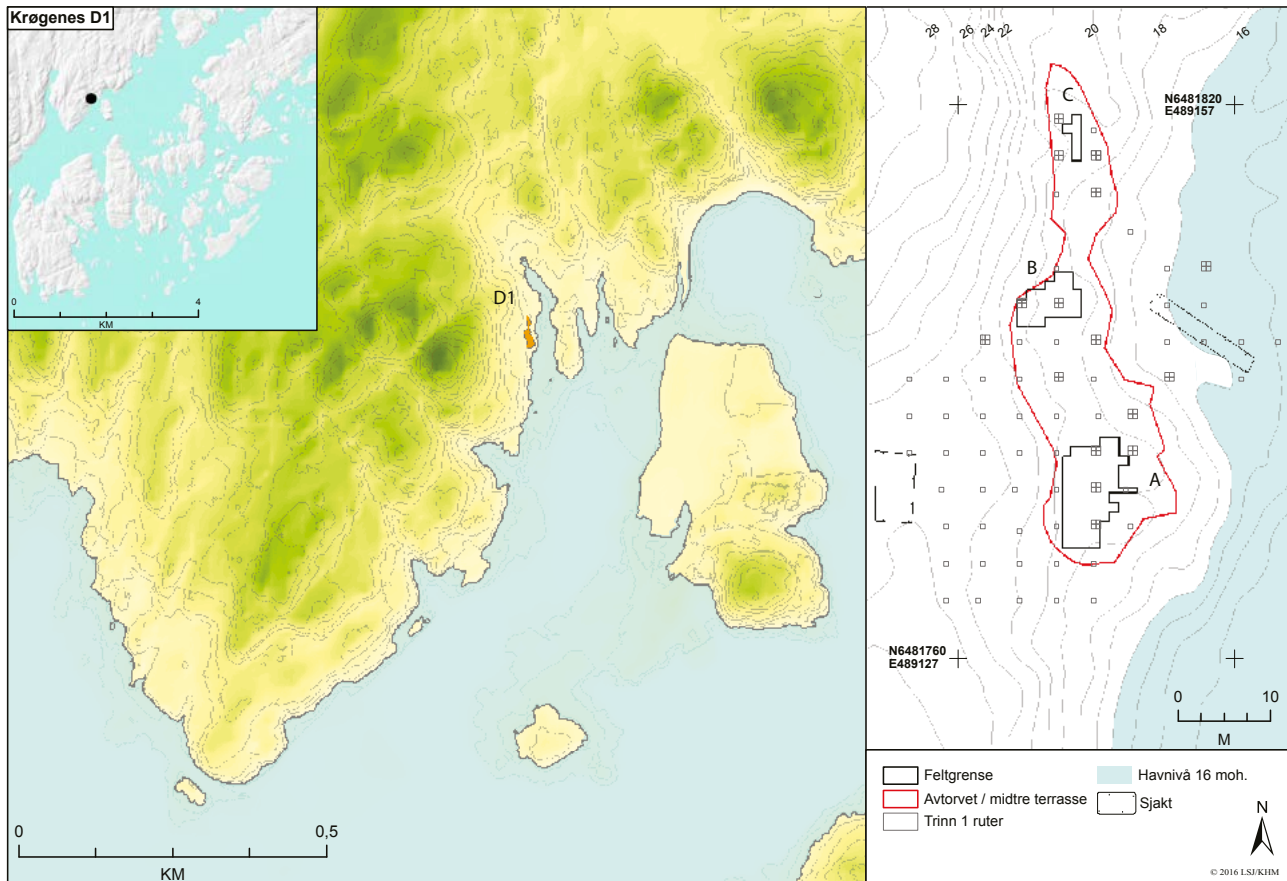 Krøgenes D1
0 4
KM
D1
0 0,5
KM
28 26 24 22 20 18 16
C
N6481820
E489157
B
A
1
N6481760
E489127
0 10
M
Feltgrense
Avtorvet / midtre terrasse
Trinn 1 ruter
Havnivå 16 moh.
Sjakt
N
© 2016 LSJ/KHM